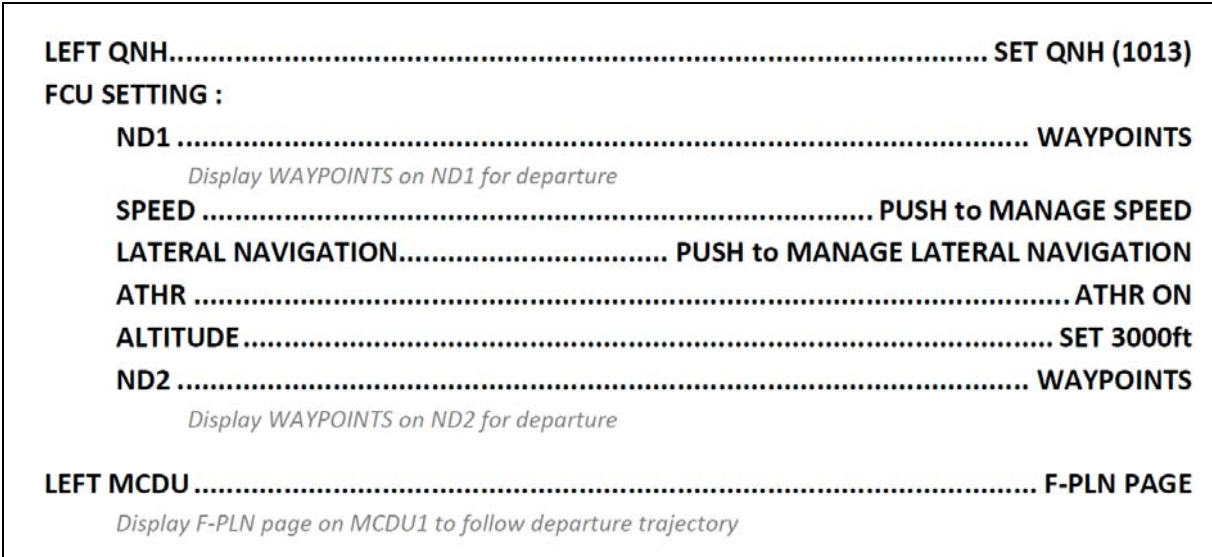 LEFT QNH.................................................................................................... SET QNH (1013)
FCU SETTING :
ND1 ........................................................................................................ WAYPOINTS
Display WAYPOINTS on ND1 for departure
SPEED .................................................................................. PUSH to MANAGE SPEED
LATERAL NAVIGATION................................. PUSH to MANAGE LATERAL NAVIGATION
ATHR ........................................................................................................... ATHR ON
ALTITUDE................................................................................................... SET 3000ft
ND2 ........................................................................................................ WAYPOINTS
Display WAYPOINTS on ND2 for departure
LEFT MCDU ....................................................................................................... F-PLN PAGE
Display F-PLN page on MCDU1 to follow departure trajectory